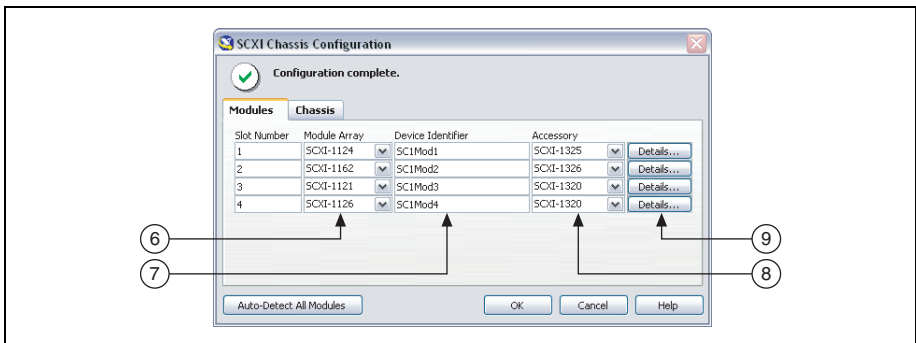 SCXI Chassis Configuration
Configuration complete.
Modules Chassis
Slot Number Module Array Device Identifier Accessory
1 SCXI-1124 SC1Mod1 SCXI-1325 Details...
2 SCXI-1162 SC1Mod2 SCXI-1326 Details...
3 SCXI-1121 SC1Mod3 SCXI-1320 Details...
4 SCXI-1126 SC1Mod4 SCXI-1320 Details...
6 9
7 8
Auto-Detect All Modules OK Cancel Help